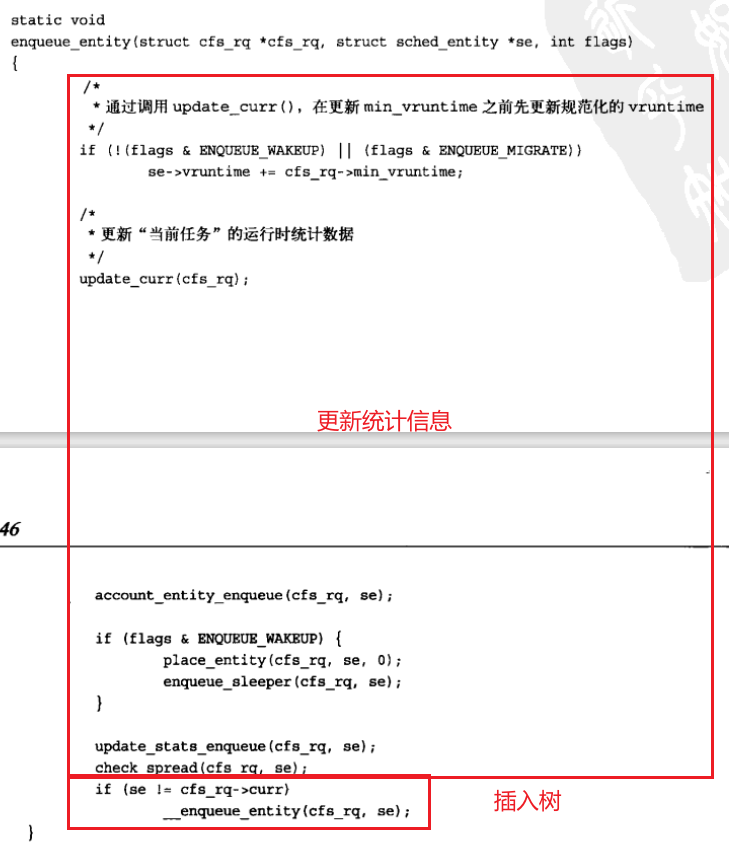 static void
enqueue_entity(struct cfs_rq *cfs_rq, struct sched_entity *se, int flags)
{
/*
* 通过调用 update_curr(), 在更新 min_vruntime 之前先更新规范化的 vruntime
*/
if (!(flags & ENQUEUE_WAKEUP) || (flags & ENQUEUE_MIGRATE))
se->vruntime += cfs_rq->min_vruntime;
/*
* 更新“当前任务”的运行时统计数据
*/
update_curr(cfs_rq);
更新统计信息
46
account_entity_enqueue(cfs_rq, se);
if (flags & ENQUEUE_WAKEUP) {
place_entity(cfs_rq, se, 0);
enqueue_sleeper(cfs_rq, se);
}
update_stats_enqueue(cfs_rq, se);
check_spread(cfs_rq, se);
if (se != cfs_rq->curr)
__enqueue_entity(cfs_rq, se);
插入树
}